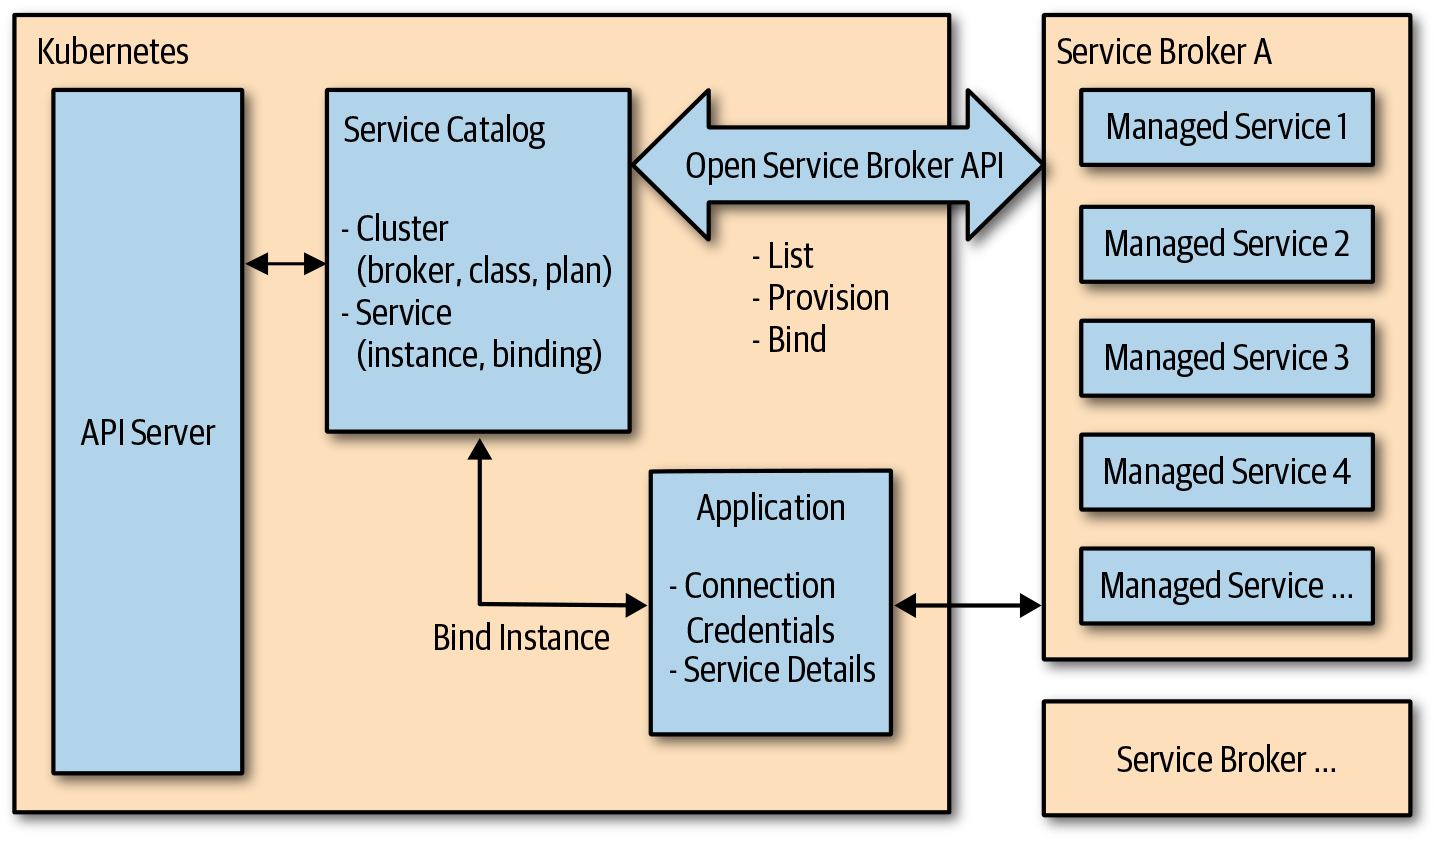 Kubernetes
API Server
Service Catalog
- Cluster
(broker, class, plan)
- Service
(instance, binding)
Open Service Broker API
- List
- Provision
- Bind
Bind Instance
Application
- Connection
Credentials
- Service Details
Service Broker A
Managed Service 1
Managed Service 2
Managed Service 3
Managed Service 4
Managed Service ...
Service Broker ...